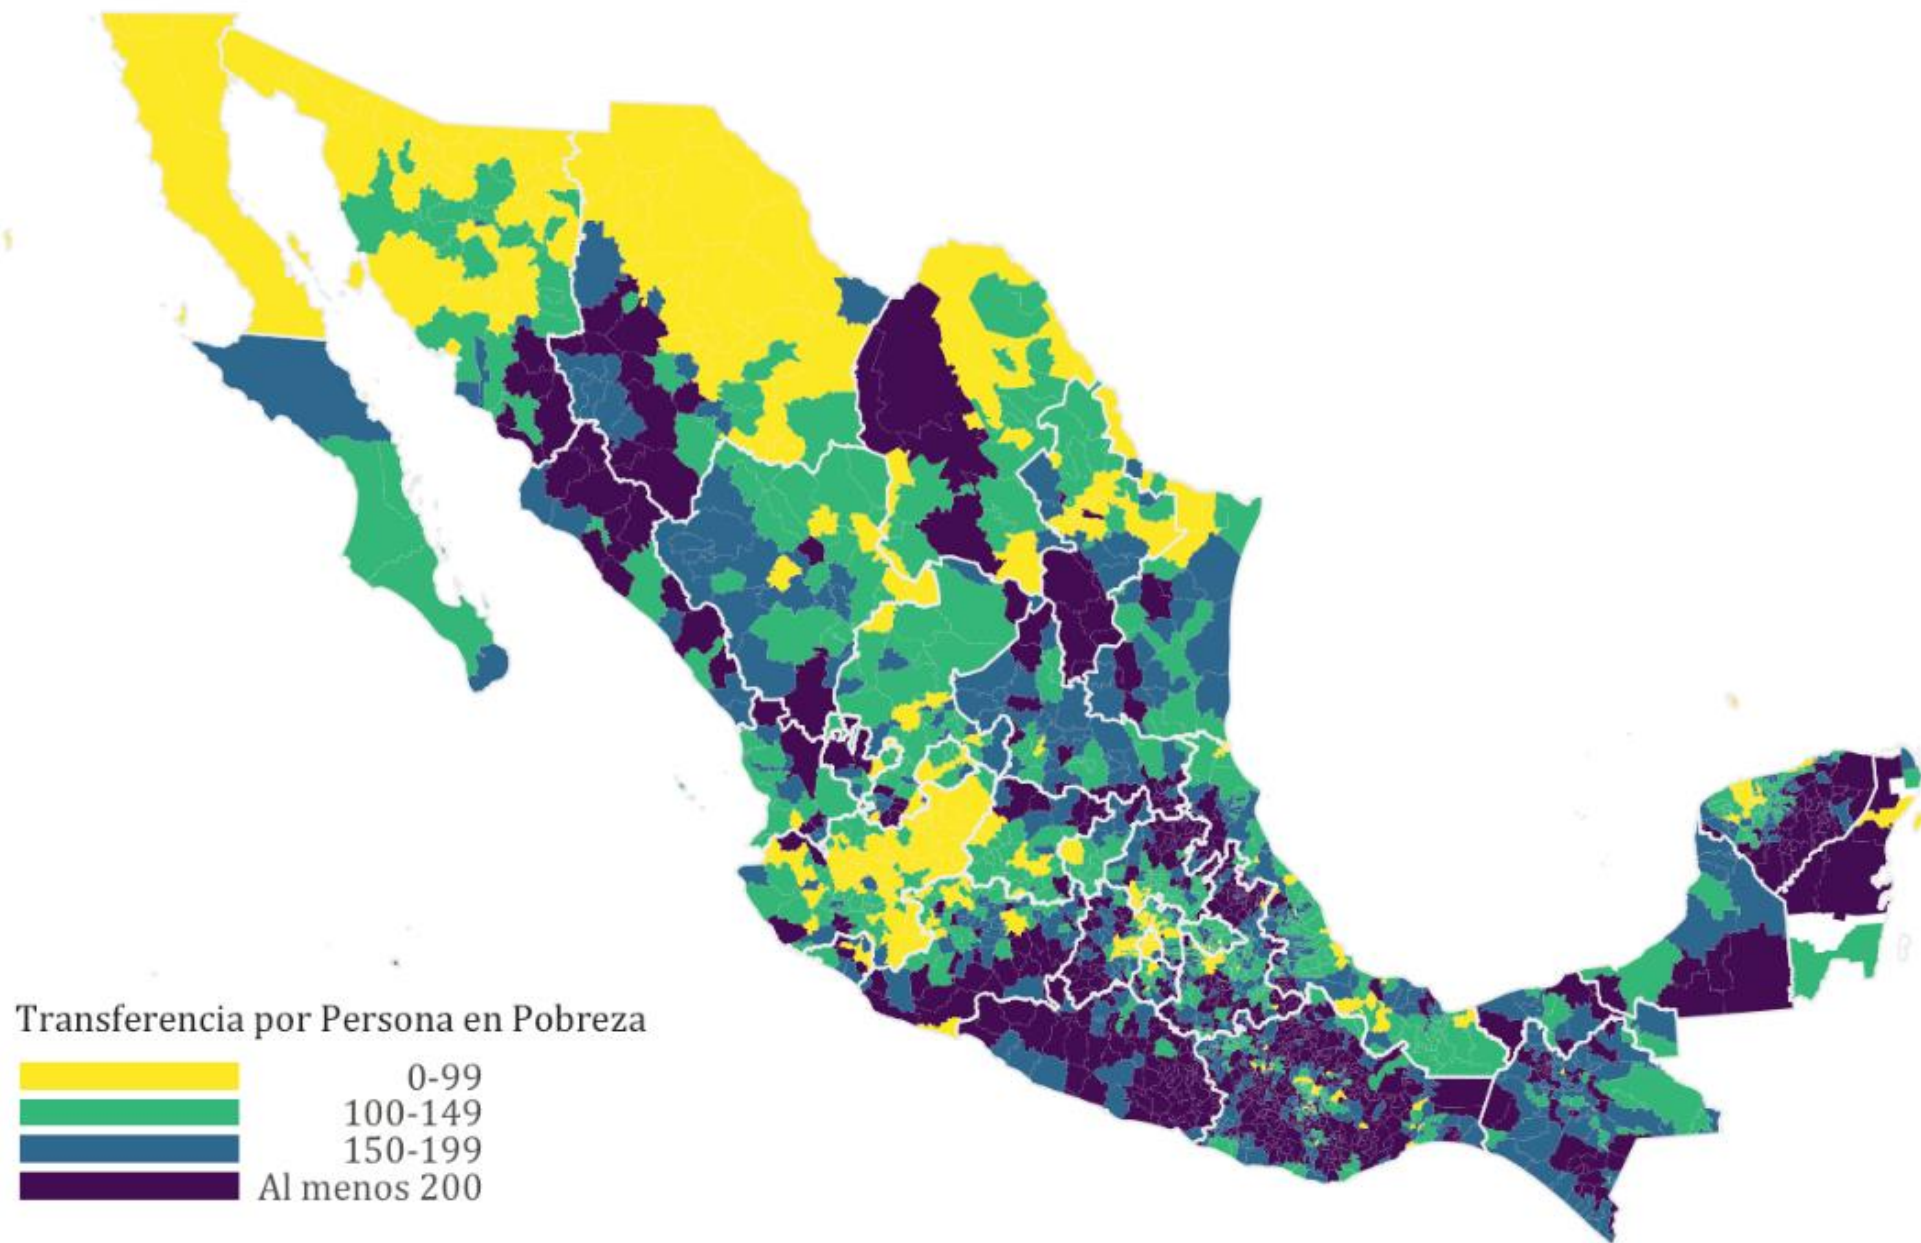 Transferencia por Persona en Pobreza
0-99
100-149
150-199
Al menos 200